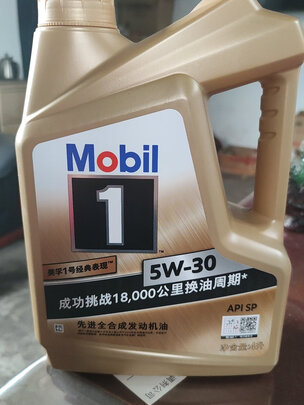 Mobil
1
美孚1号经典表现™
5W-30
成功挑战18,000公里换油周期*
API SP
先进全合成发动机油